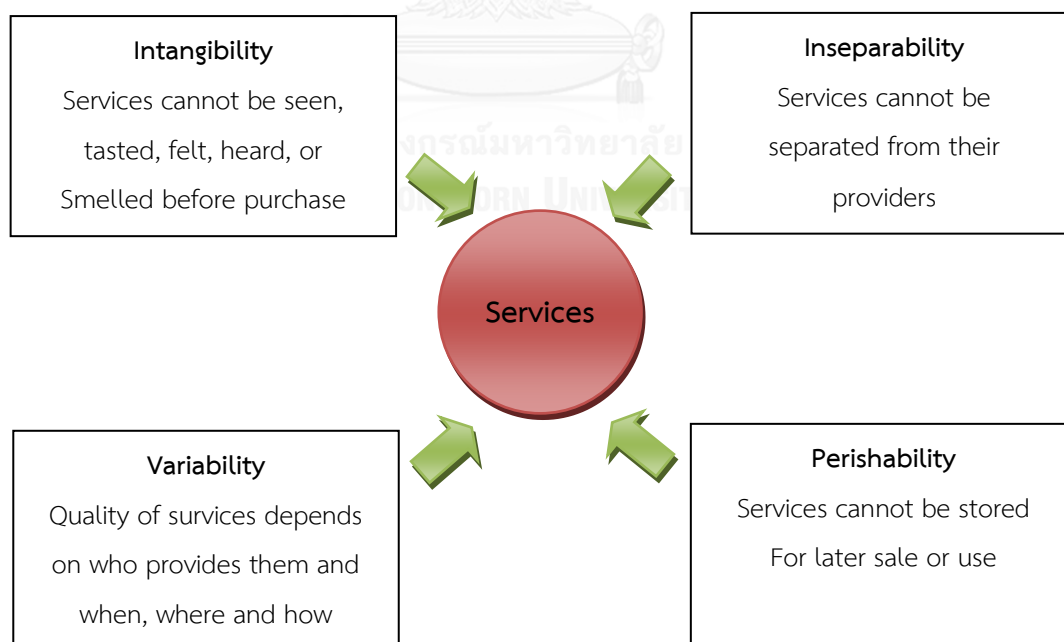 Intangibility
Services cannot be seen,
tasted, felt, heard, or
Smelled before purchase
Inseparability
Services cannot be
separated from their
providers
Services
Variability
Quality of survices depends
on who provides them and
when, where and how
Perishability
Services cannot be stored
For later sale or use